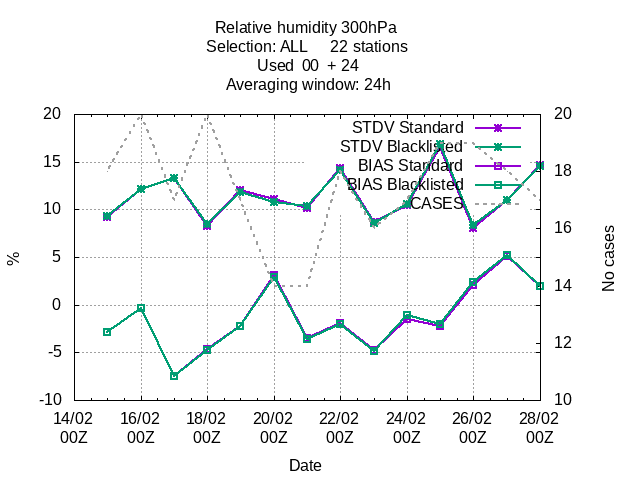 Relative humidity 300hPa
Selection: ALL     22 stations
Used  00  + 24
Averaging window: 24h
20
15
10
5
0
-5
-10
%
20
18
16
14
12
10
No cases
STDV Standard
STDV Blacklisted
BIAS Standard
BIAS Blacklisted
CASES
14/02 16/02 18/02 20/02 22/02 24/02 26/02 28/02
00Z 00Z 00Z 00Z 00Z 00Z 00Z 00Z
Date